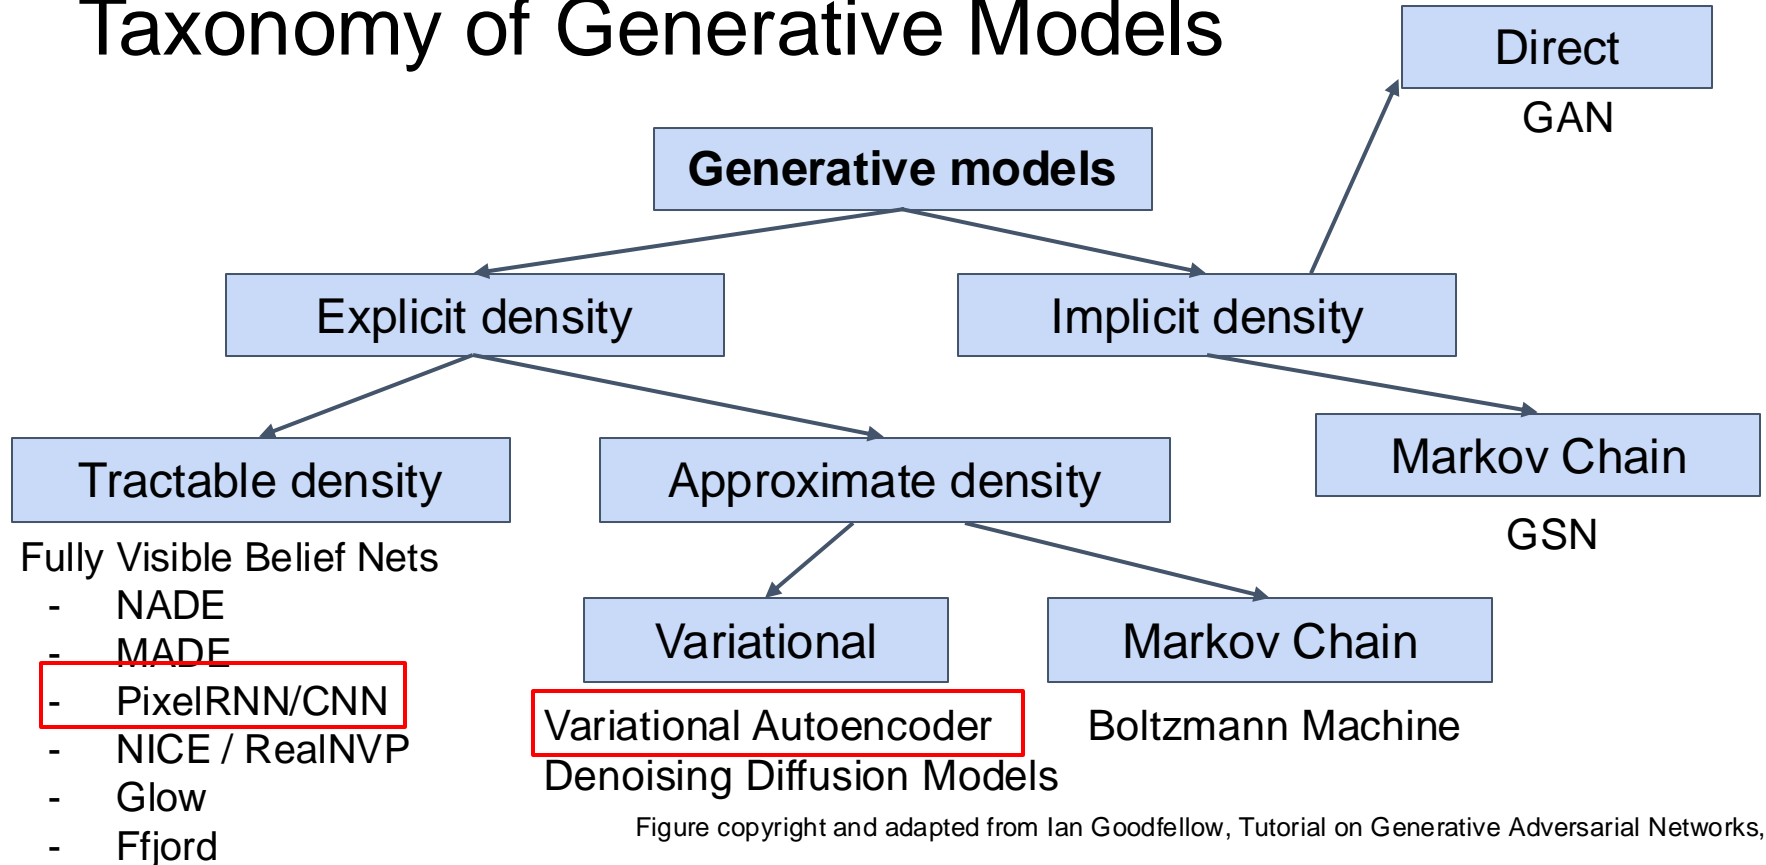 Taxonomy of Generative Models
Direct
GAN
Generative models
Explicit density
Implicit density
Tractable density
Approximate density
Markov Chain
GSN
Fully Visible Belief Nets
- NADE
- MADE
- PixelRNN/CNN
- NICE / RealNVP
- Glow
- Ffjord
Variational
Markov Chain
Variational Autoencoder
Boltzmann Machine
Denoising Diffusion Models
Figure copyright and adapted from Ian Goodfellow, Tutorial on Generative Adversarial Networks,